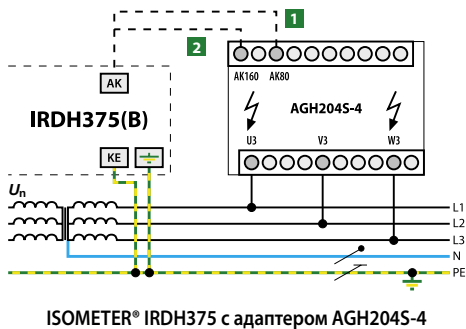 1
2
AK
AK160 AK80
IRDH375(B)
AGH204S-4
U3 V3 W3
KE
Un
L1
L2
L3
N
PE
ISOMETER® IRDH375 с адаптером AGH204S-4